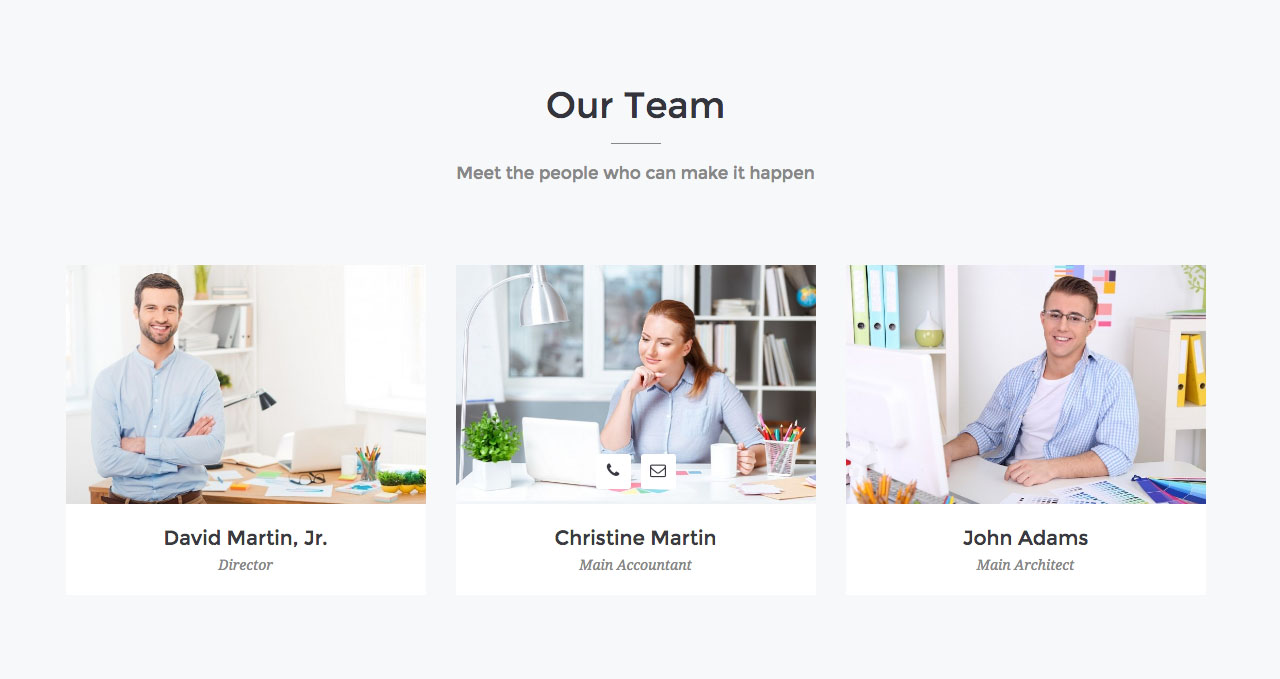 Our Team
Meet the people who can make it happen
David Martin, Jr.
Director
Christine Martin
Main Accountant
John Adams
Main Architect